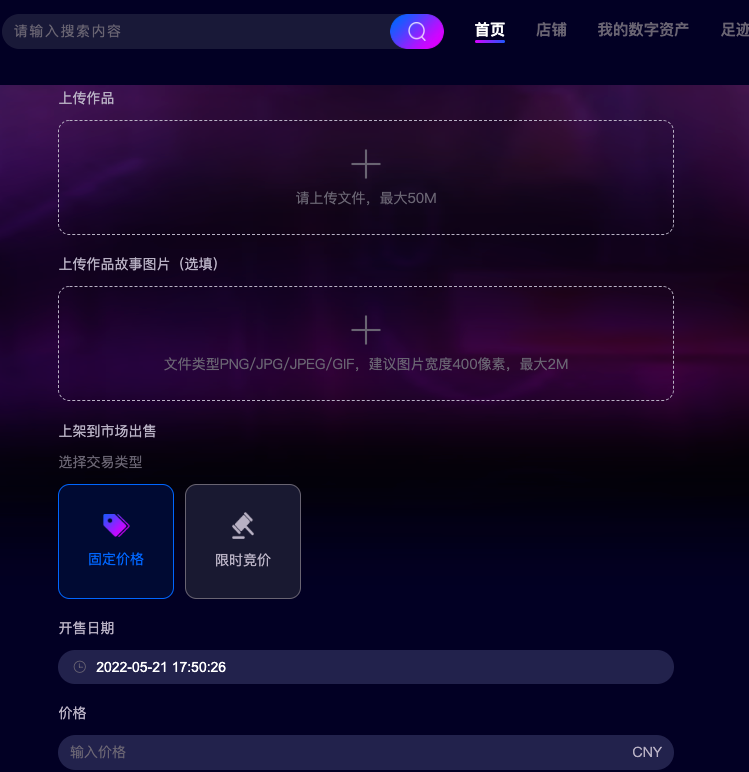 请输入搜索内容
首页 店铺 我的数字资产 足迹
上传作品
请上传文件，最大50M
上传作品故事图片（选填）
文件类型PNG/JPG/JPEG/GIF，建议图片宽度400像素，最大2M
上架到市场出售
选择交易类型
固定价格 限时竞价
开售日期
2022-05-21 17:50:26
价格
输入价格 CNY